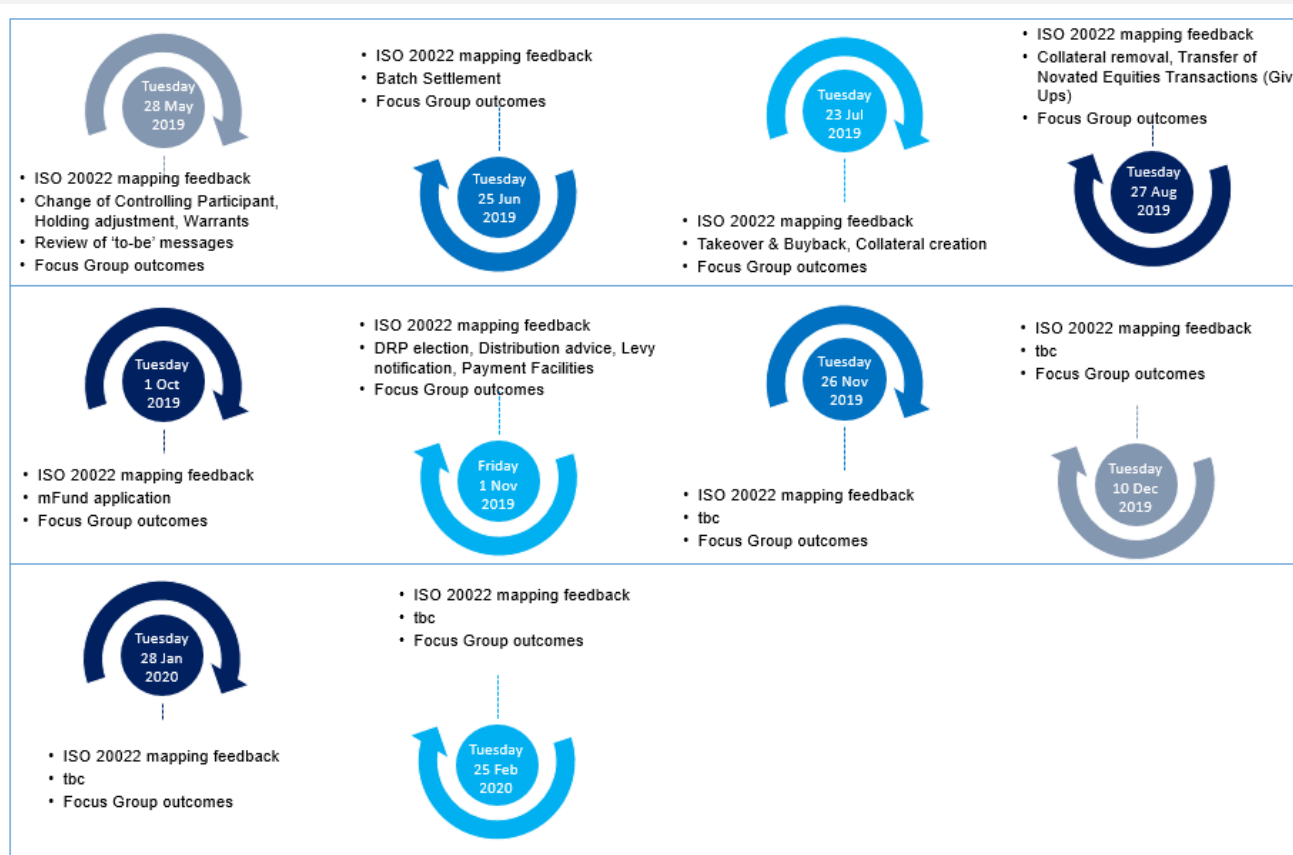 Tuesday
28 May
2019
• ISO 20022 mapping feedback
• Change of Controlling Participant,
Holding adjustment, Warrants
• Review of ‘to-be’ messages
• Focus Group outcomes
• ISO 20022 mapping feedback
• Batch Settlement
• Focus Group outcomes
Tuesday
25 Jun
2019
Tuesday
23 Jul
2019
• ISO 20022 mapping feedback
• Takeover & Buyback, Collateral creation
• Focus Group outcomes
• ISO 20022 mapping feedback
• Collateral removal, Transfer of
Novated Equities Transactions (Giv
Ups)
• Focus Group outcomes
Tuesday
27 Aug
2019
Tuesday
1 Oct
2019
• ISO 20022 mapping feedback
• mFund application
• Focus Group outcomes
• ISO 20022 mapping feedback
• DRP election, Distribution advice, Levy
notification, Payment Facilities
• Focus Group outcomes
Friday
1 Nov
2019
Tuesday
26 Nov
2019
• ISO 20022 mapping feedback
• tbc
• Focus Group outcomes
• ISO 20022 mapping feedback
• tbc
• Focus Group outcomes
Tuesday
10 Dec
2019
Tuesday
28 Jan
2020
• ISO 20022 mapping feedback
• tbc
• Focus Group outcomes
• ISO 20022 mapping feedback
• tbc
• Focus Group outcomes
Tuesday
25 Feb
2020